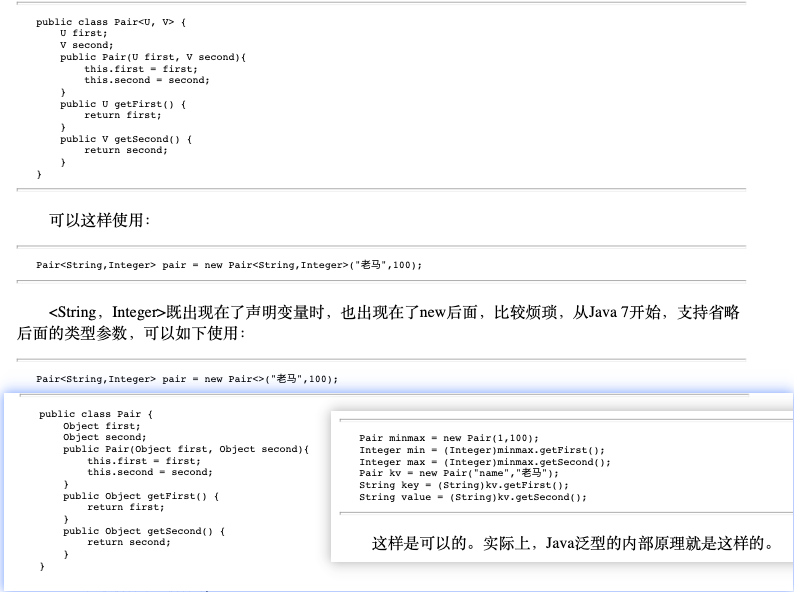 public class Pair<U, V> {
U first;
V second;
public Pair(U first, V second){
this.first = first;
this.second = second;
}
public U getFirst() {
return first;
}
public V getSecond() {
return second;
}
}
可以这样使用：
Pair<String,Integer> pair = new Pair<String,Integer>("老马",100);
<String，Integer>既出现在了声明变量时，也出现在了new后面，比较烦琐，从Java 7开始，支持省略
后面的类型参数，可以如下使用：
Pair<String,Integer> pair = new Pair<>("老马",100);
public class Pair {
Object first;
Object second;
public Pair(Object first, Object second){
this.first = first;
this.second = second;
}
public Object getFirst() {
return first;
}
public Object getSecond() {
return second;
}
}
Pair minmax = new Pair(1,100);
Integer min = (Integer)minmax.getFirst();
Integer max = (Integer)minmax.getSecond();
Pair kv = new Pair("name","老马");
String key = (String)kv.getFirst();
String value = (String)kv.getSecond();
这样是可以的。实际上，Java泛型的内部原理就是这样的。